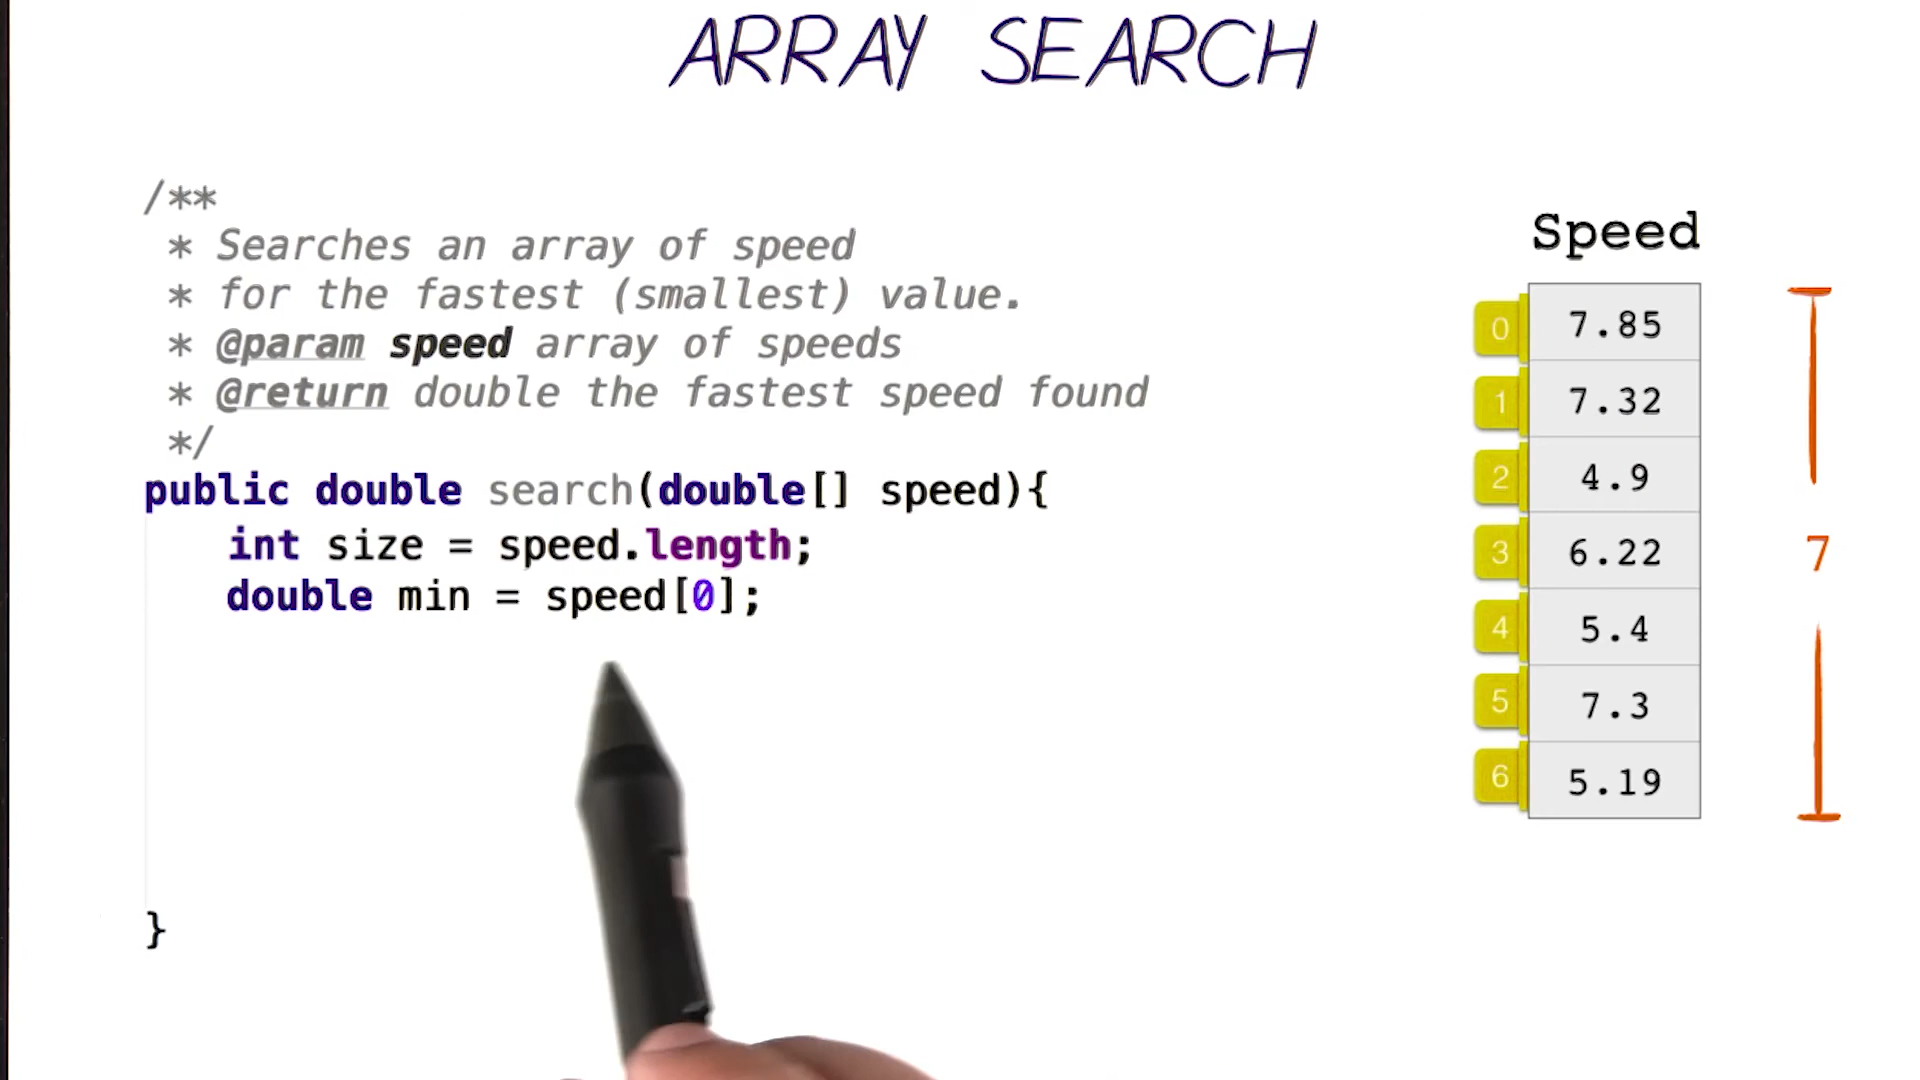 ARRAY SEARCH
/**
* Searches an array of speed
* for the fastest (smallest) value.
* @param speed array of speeds
* @return double the fastest speed found
*/
public double search(double[] speed){
int size = speed.length;
double min = speed[0];
}
Speed
0 7.85
1 7.32
2 4.9
3 6.22
4 5.4
5 7.3
6 5.19
7